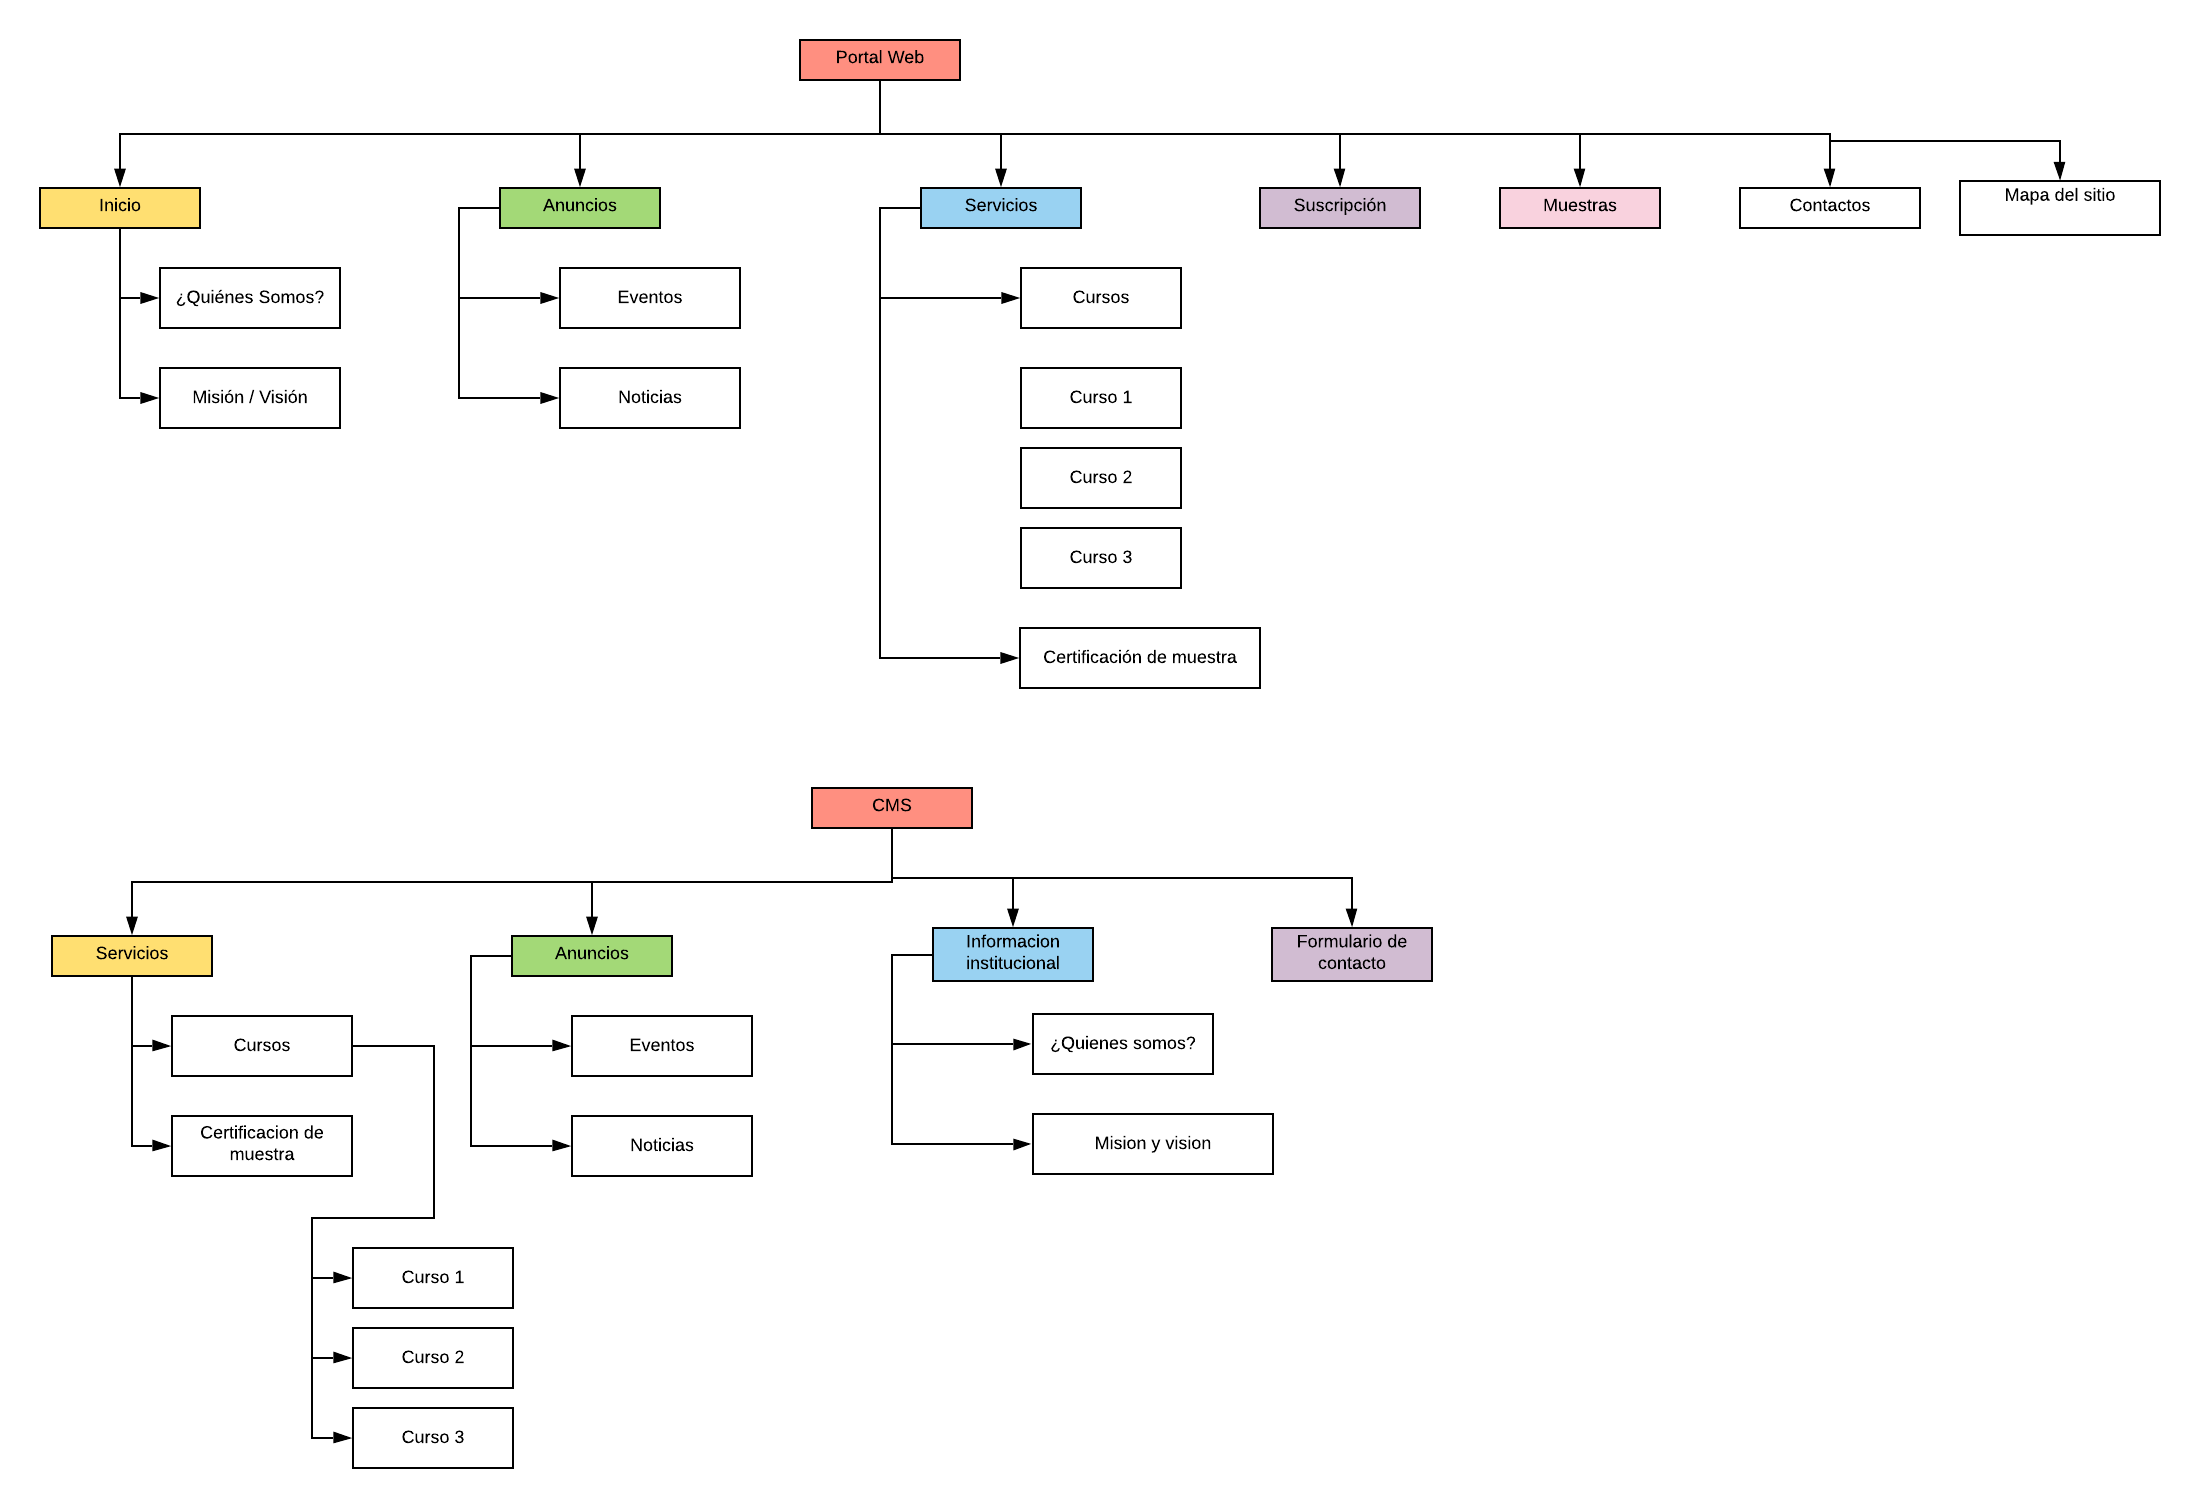 Portal Web
Inicio
Anuncios
Servicios
Suscripción
Muestras
Contactos
Mapa del sitio
¿Quiénes Somos?
Eventos
Cursos
Misión / Visión
Noticias
Curso 1
Curso 2
Curso 3
Certificación de muestra
CMS
Servicios
Anuncios
Informacion
institucional
Formulario de
contacto
Cursos
Eventos
¿Quienes somos?
Certificacion de
muestra
Noticias
Mision y vision
Curso 1
Curso 2
Curso 3